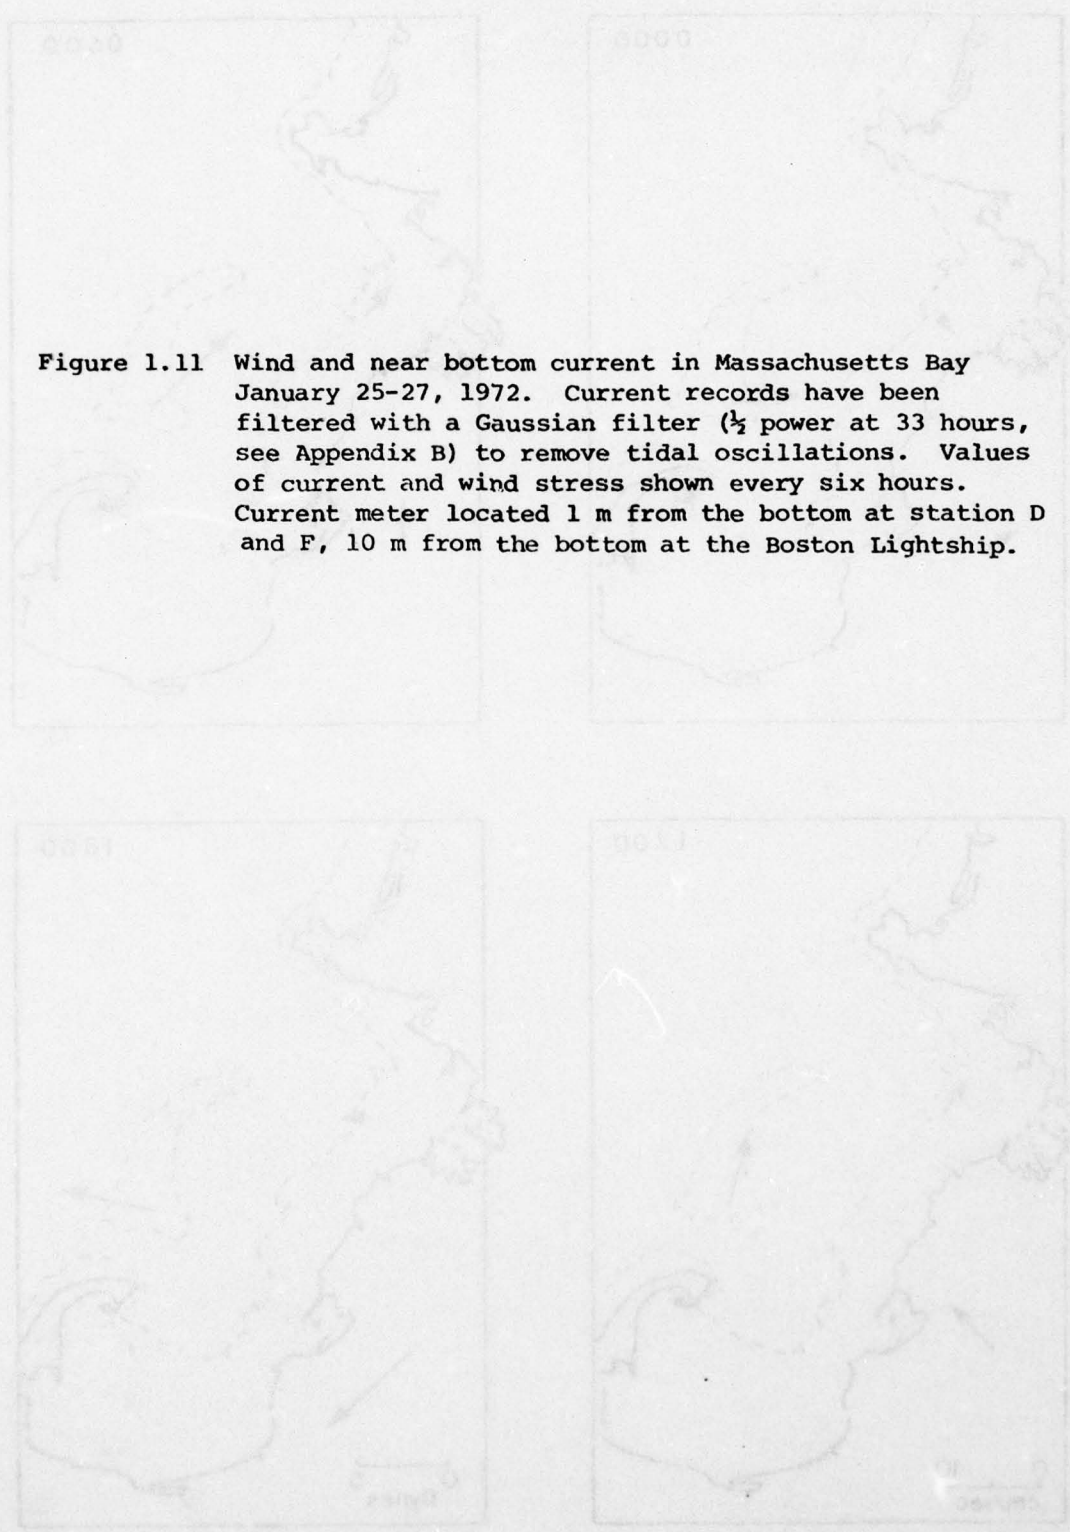 Figure 1.11 Wind and near bottom current in Massachusetts Bay
January 25-27, 1972. Current records have been
filtered with a Gaussian filter (½ power at 33 hours,
see Appendix B) to remove tidal oscillations. Values
of current and wind stress shown every six hours.
Current meter located 1 m from the bottom at station D
and F, 10 m from the bottom at the Boston Lightship.